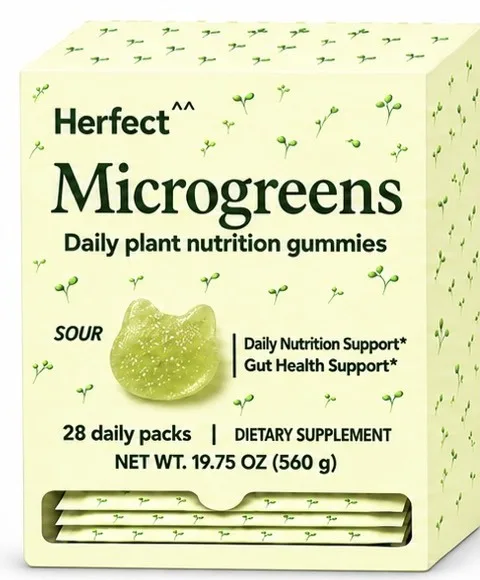 Herfect^^
Microgreens
Daily plant nutrition gummies
SOUR
Daily Nutrition Support*
Gut Health Support*
28 daily packs | DIETARY SUPPLEMENT
NET WT. 19.75 OZ (560 g)